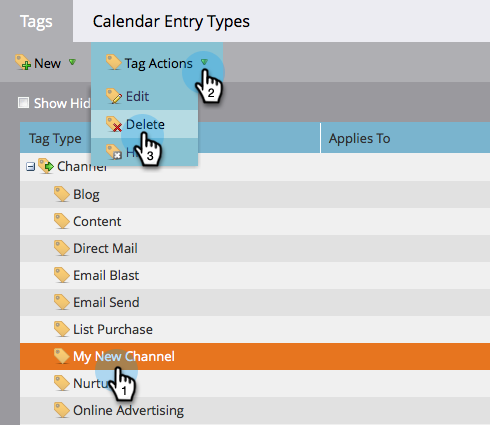 Tags Calendar Entry Types
New Tag Actions
2
Edit
Show Hid
Delete
3
Tag Type Applies To
Channel
Blog
Content
Direct Mail
Email Blast
Email Send
List Purchase
My New Channel
1
Online Advertising